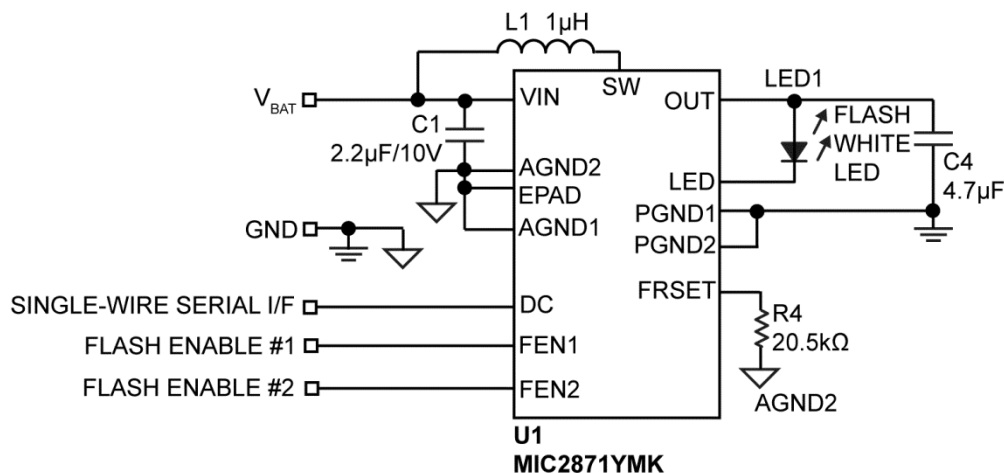 L1 1µH
V_BAT
VIN
SW
OUT
LED1
C1
2.2µF/10V
FLASH
WHITE
LED
C4
4.7µF
AGND2
EPAD
AGND1
LED
PGND1
PGND2
GND
FRSET
R4
20.5kΩ
AGND2
SINGLE-WIRE SERIAL I/F
DC
FLASH ENABLE #1
FEN1
FLASH ENABLE #2
FEN2
U1
MIC2871YMK